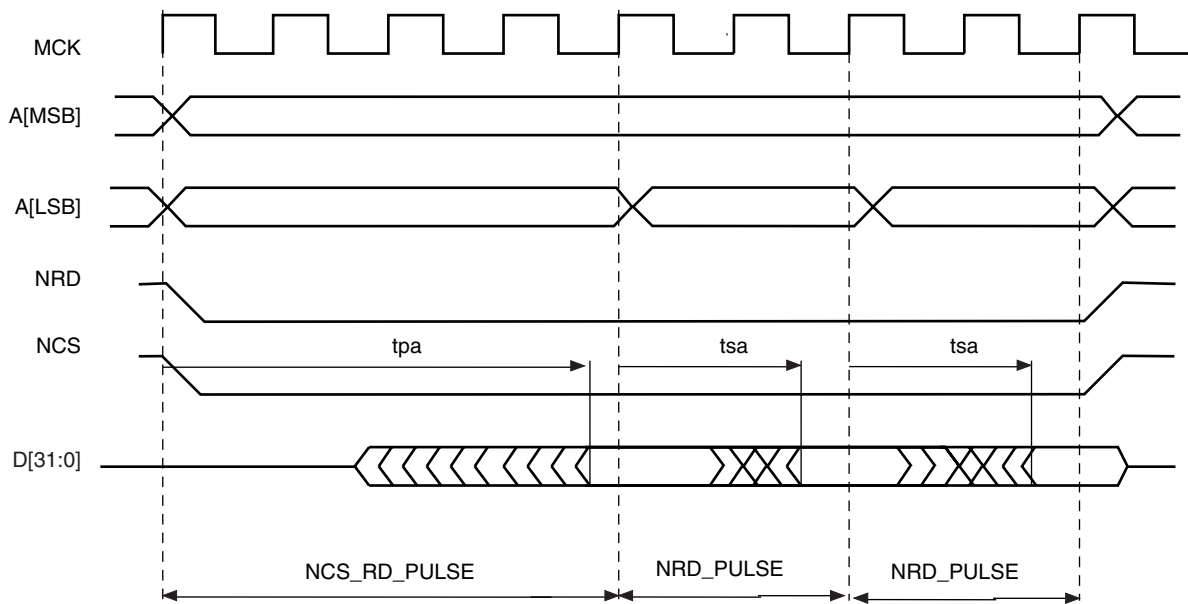 MCK
A[MSB]
A[LSB]
NRD
NCS
tpa
tsa
tsa
D[31:0]
NCS_RD_PULSE
NRD_PULSE
NRD_PULSE